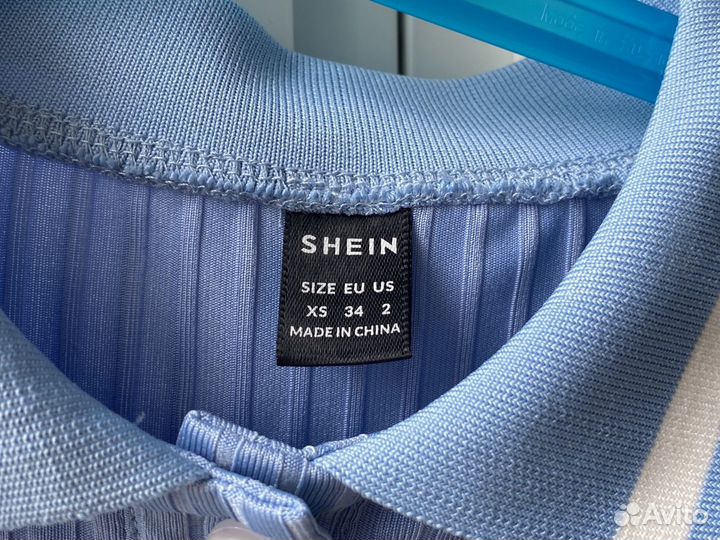 SHEIN
SIZE EU US
XS 34 2
MADE IN CHINA
Avito